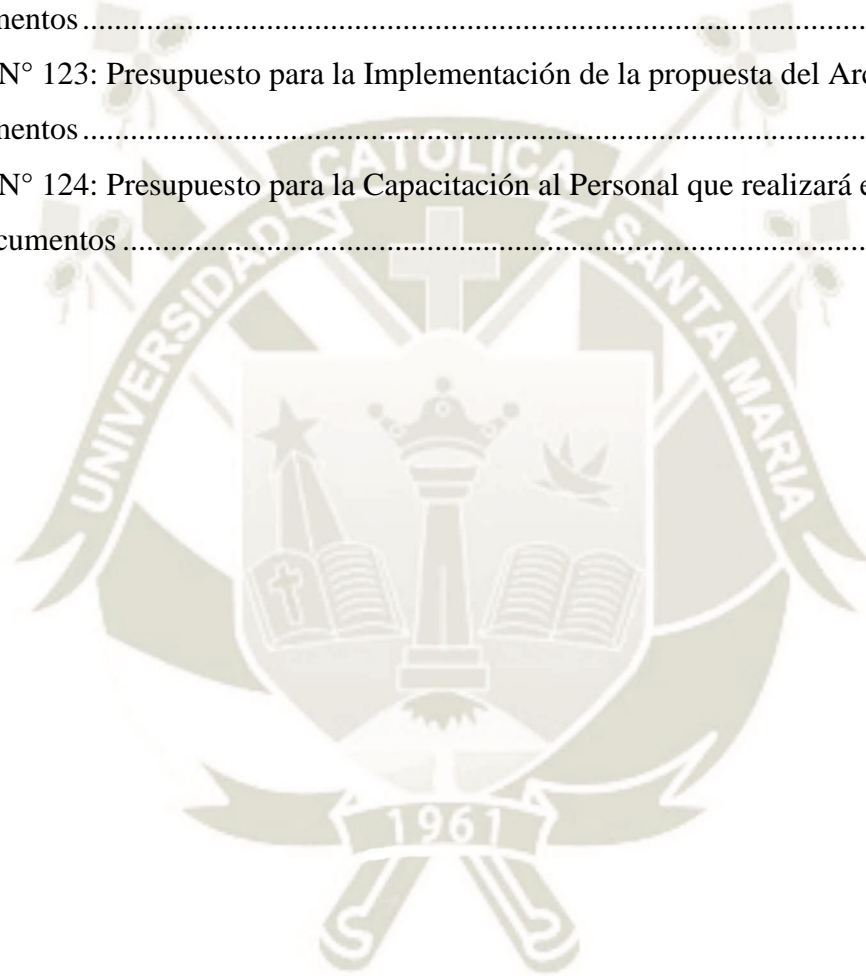 mentos
N° 123: Presupuesto para la Implementación de la propuesta del Arc
mentos
N° 124: Presupuesto para la Capacitación al Personal que realizará e
cumentos
UNIVERSIDAD CATOLICA SANTA MARIA
1961